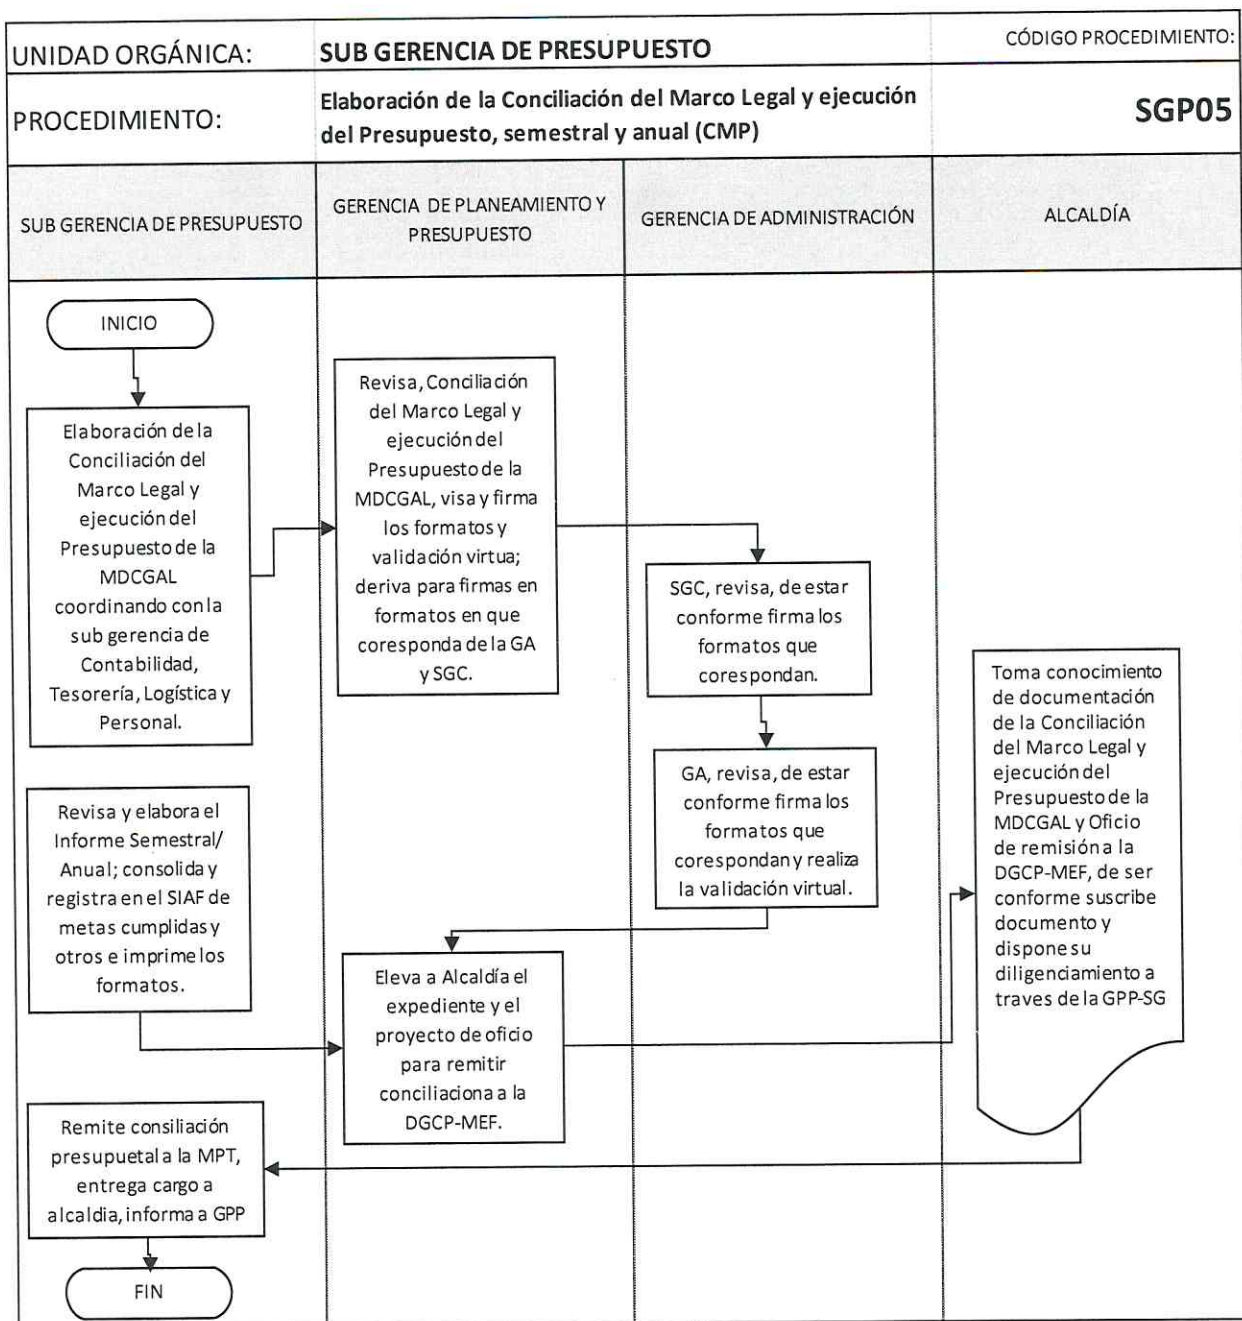 UNIDAD ORGÁNICA:
SUB GERENCIA DE PRESUPUESTO
CÓDIGO PROCEDIMIENTO:
PROCEDIMIENTO:
Elaboración de la Conciliación del Marco Legal y ejecución
del Presupuesto, semestral y anual (CMP)
SGP05
SUB GERENCIA DE PRESUPUESTO
GERENCIA DE PLANEAMIENTO Y
PRESUPUESTO
GERENCIA DE ADMINISTRACIÓN
ALCALDÍA
INICIO
Elaboración de la
Conciliación del
Marco Legal y
ejecución del
Presupuesto de la
MDCGAL
coordinando con la
sub gerencia de
Contabilidad,
Tesorería, Logística y
Personal.
Revisa, Conciliación
del Marco Legal y
ejecución del
Presupuesto de la
MDCGAL, visa y firma
los formatos y
validación virtua;
deriva para firmas en
formatos en que
coresponda de la GA
y SGC.
SGC, revisa, de estar
conforme firma los
formatos que
corespondan.
GA, revisa, de estar
conforme firma los
formatos que
corespondan y realiza
la validación virtual.
Revisa y elabora el
Informe Semestral/
Anual; consolida y
registra en el SIAF de
metas cumplidas y
otros e imprime los
formatos.
Eleva a Alcaldía el
expediente y el
proyecto de oficio
para remitir
conciliaciona a la
DGCP-MEF.
Toma conocimiento
de documentación
de la Conciliación
del Marco Legal y
ejecución del
Presupuesto de la
MDCGAL y Oficio
de remisión a la
DGCP-MEF, de ser
conforme suscribe
documento y
dispone su
diligenciamiento a
traves de la GPP-SG
Remite consiliación
presupuetal a la MPT,
entrega cargo a
alcaldia, informa a GPP
FIN